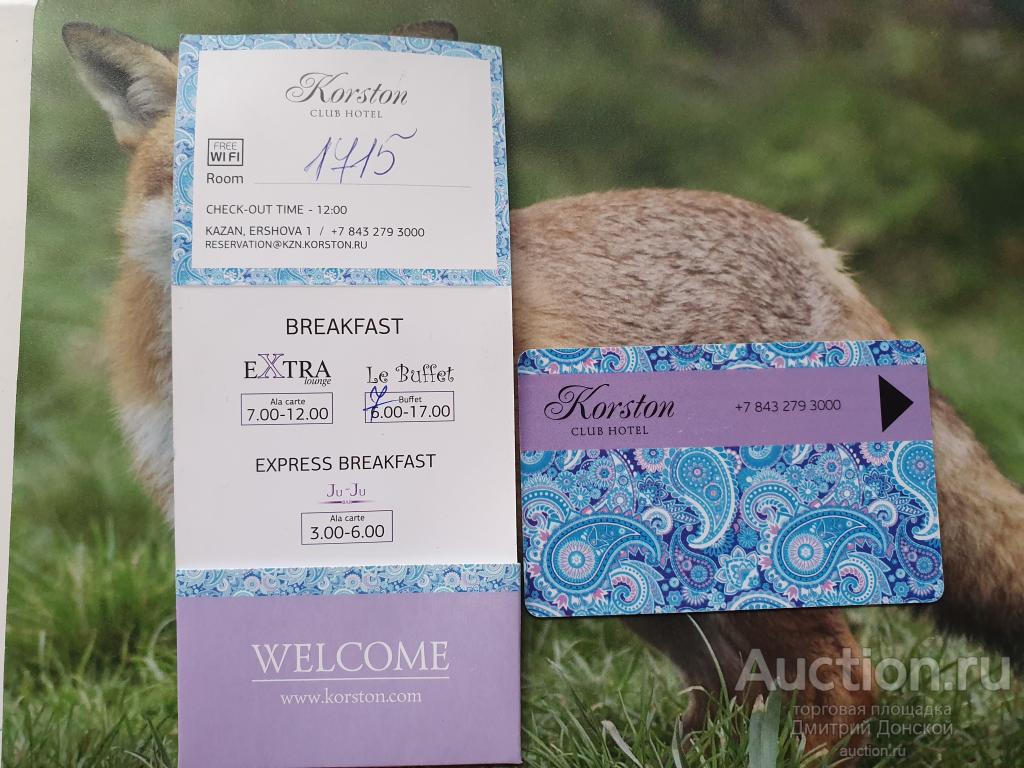 Korston
CLUB HOTEL
FREE
WI FI
Room 1715
CHECK-OUT TIME - 12:00
KAZAN, ERSHOVA 1 / +7 843 279 3000
RESERVATION@KZN.KORSTON.RU
BREAKFAST
EXTRA
lounge
Ala carte
7.00-12.00
Le Buffet
Buffet
7
6.00-17.00
EXPRESS BREAKFAST
Ju-Ju
BAR
Ala carte
3.00-6.00
WELCOME
www.korston.com
Korston
CLUB HOTEL
+7 843 279 3000
Auction.ru
торговая площадка
Дмитрий Донской
auction.ru